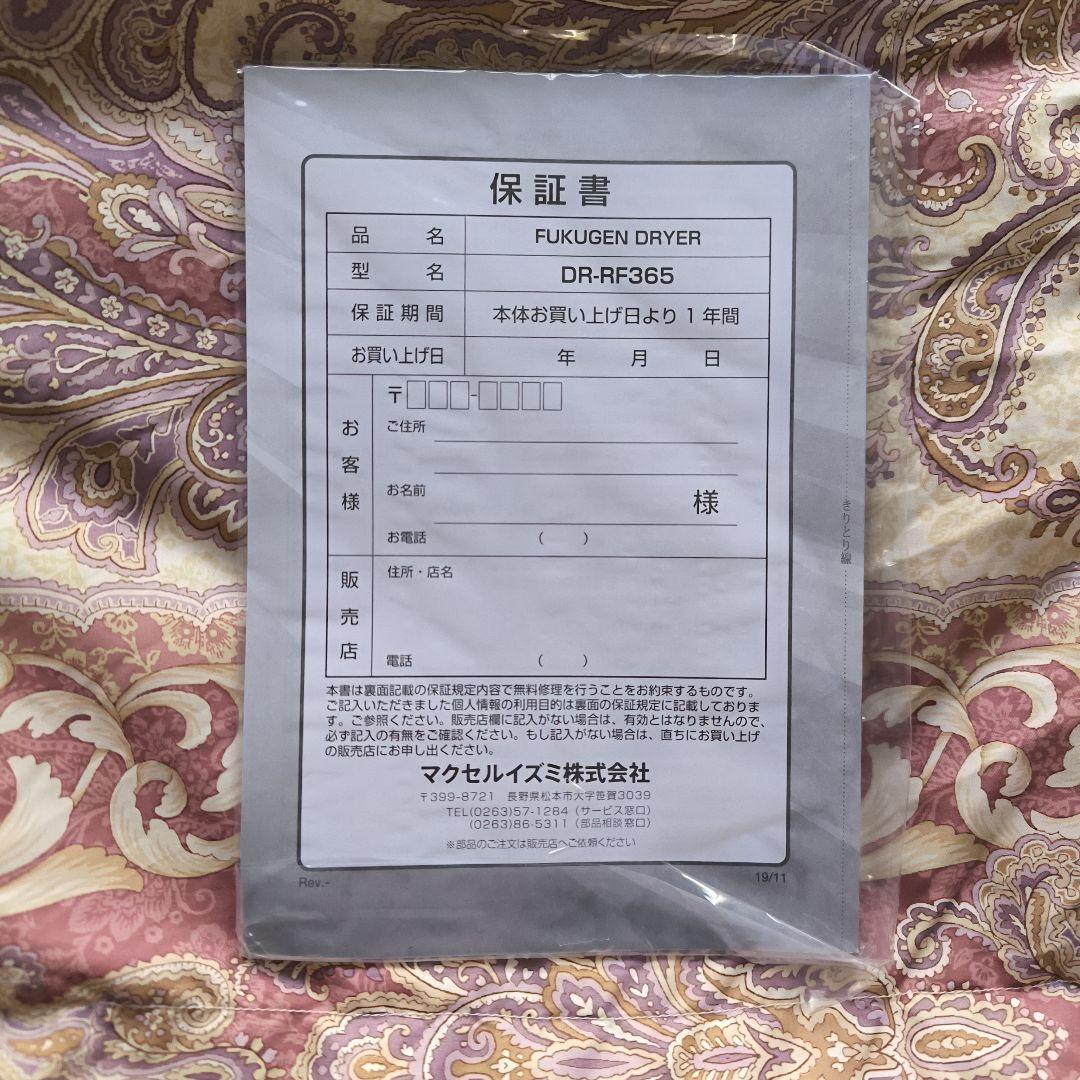 保証書
品名 FUKUGEN DRYER
型名 DR-RF365
保証期間 本体お買い上げ日より1年間
お買い上げ日 年 月 日
お客様
〒□□□-□□□□
ご住所
お名前 様
お電話 ( )
販売店
住所・店名
電話 ( )
本書は裏面記載の保証規定内容で無料修理を行うことをお約束するものです。
ご記入いただきました個人情報の利用目的は裏面の保証規定に記載しておりま
す。ご参照ください。販売店欄に記入がない場合は、有効とはなりませんので、
必ず記入の有無をご確認ください。もし記入がない場合は、直ちにお買い上げ
の販売店にお申し出ください。
マクセルイズミ株式会社
〒399-8721 長野県松本市大字笹賀3039
TEL(0263)57-1284（サービス窓口）
(0263)86-5311（部品相談窓口）
※部品のご注文は販売店へご依頼ください
Rev.-
19/11
きりとり線